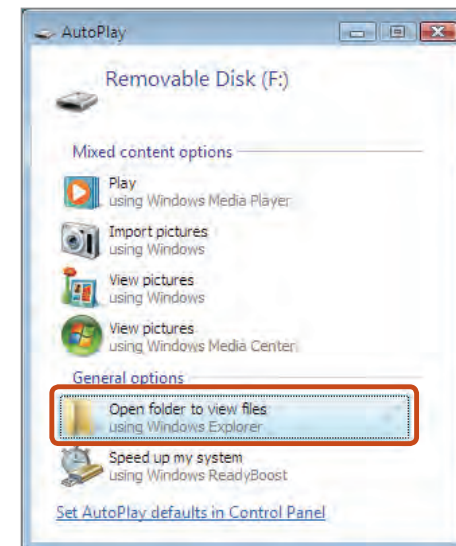 AutoPlay
Removable Disk (F:)
Mixed content options
Play
using Windows Media Player
Import pictures
using Windows
View pictures
using Windows
View pictures
using Windows Media Center
General options
Open folder to view files
using Windows Explorer
Speed up my system
using Windows ReadyBoost
Set AutoPlay defaults in Control Panel